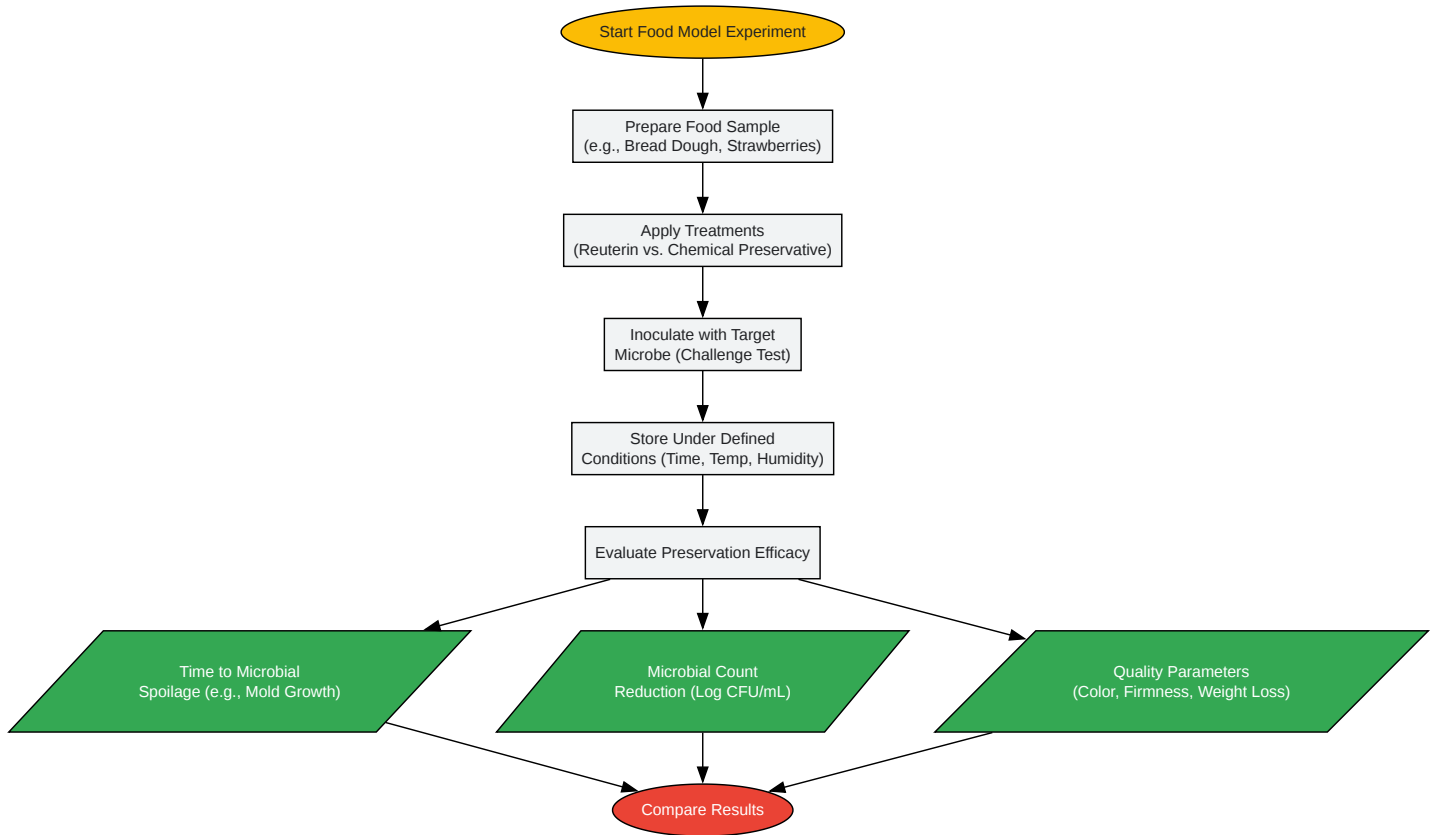 Start Food Model Experiment
Prepare Food Sample
(e.g., Bread Dough, Strawberries)
Apply Treatments
(Reuterin vs. Chemical Preservative)
Inoculate with Target
Microbe (Challenge Test)
Store Under Defined
Conditions (Time, Temp, Humidity)
Evaluate Preservation Efficacy
Time to Microbial
Spoilage (e.g., Mold Growth)
Microbial Count
Reduction (Log CFU/mL)
Quality Parameters
(Color, Firmness, Weight Loss)
Compare Results